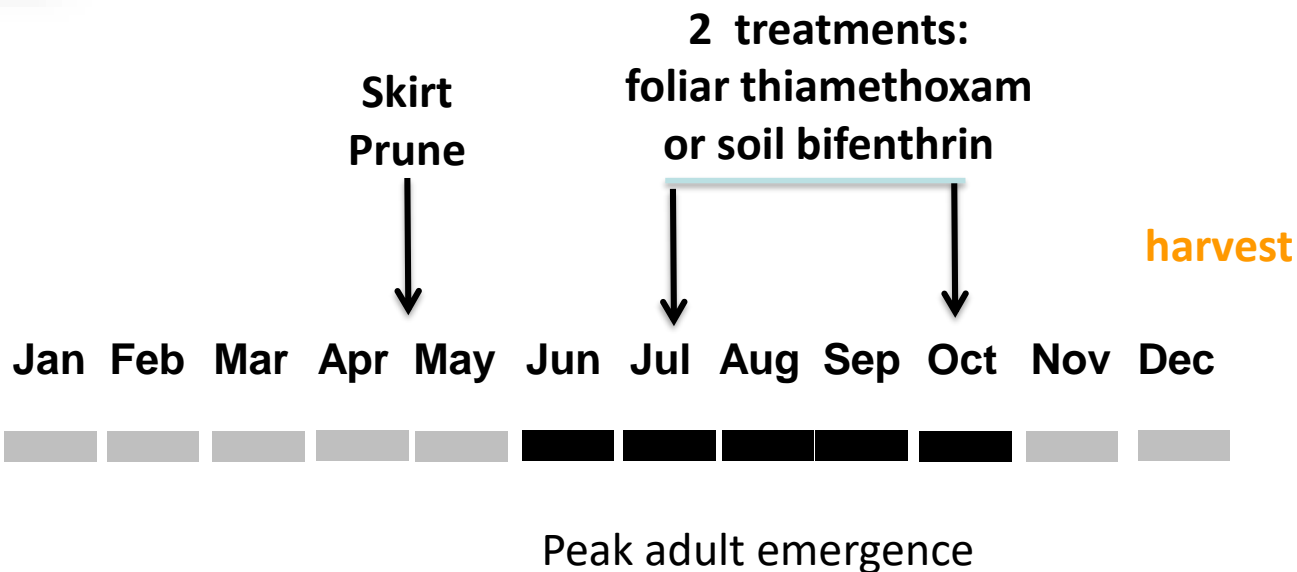 2 treatments:
foliar thiamethoxam
or soil bifenthrin
Skirt
Prune
harvest
Jan Feb Mar Apr May Jun Jul Aug Sep Oct Nov Dec
Peak adult emergence